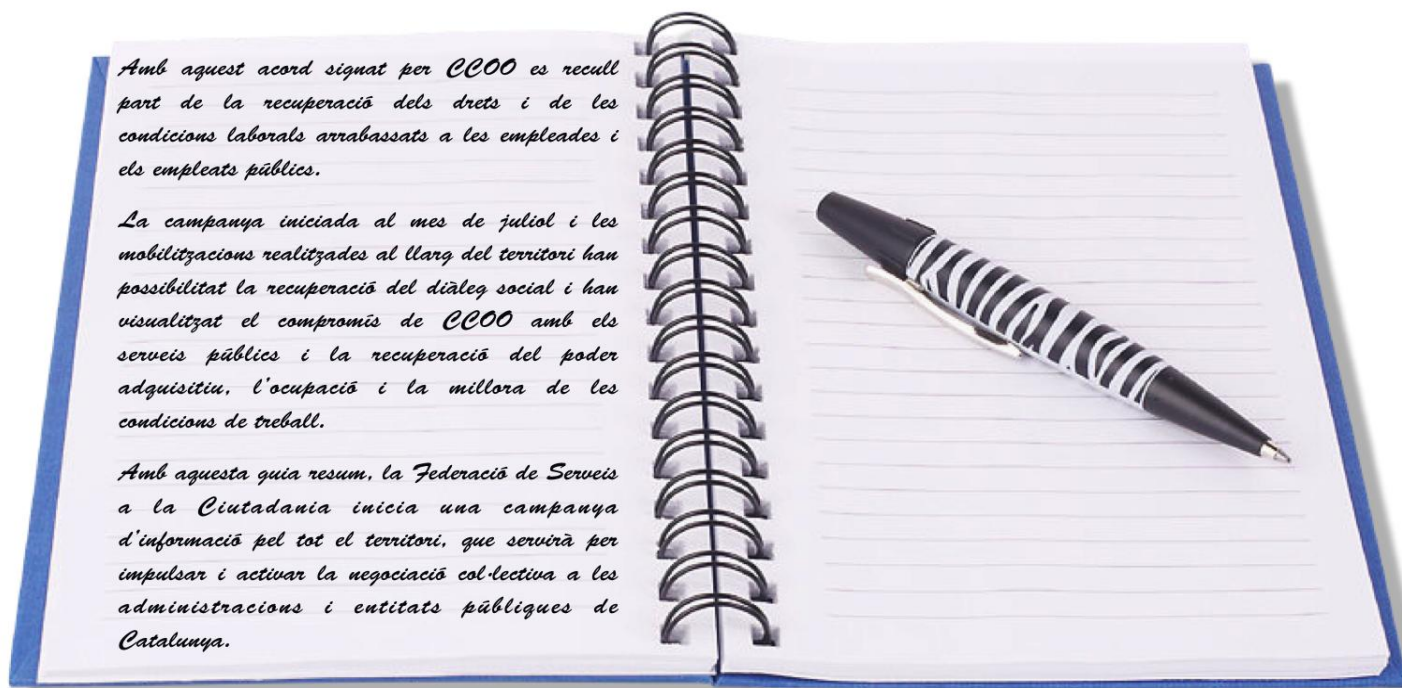 Amb aquest acord signat per CCOO es recull
part de la recuperació dels drets i de les
condicions laborals arrabassats a les empleades i
els empleats públics.
La campanya iniciada al mes de juliol i les
mobilitzacions realitzades al llarg del territori han
possibilitat la recuperació del diàleg social i han
visualitzat el compromís de CCOO amb els
serveis públics i la recuperació del poder
adquisitiu, l'ocupació i la millora de les
condicions de treball.
Amb aquesta guia resum, la Federació de Serveis
a la Ciutadania inicia una campanya
d'informació pel tot el territori, que servirà per
impulsar i activar la negociació col·lectiva a les
administracions i entitats públiques de
Catalunya.